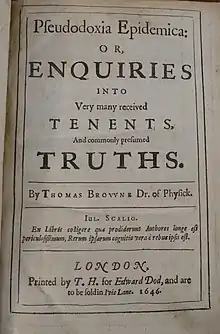 Pseudodoxia Epidemica:
OR,
ENQUIRIES
INTO
Very many received
TENENTS,
And commonly presumed
TRUTHS.
By THOMAS BROVVNE Dr. of Physick.
IUL. SCALIG.
Ex Libris colligere quæ prodiderunt Authores longe est
periculosissimum, Rerum ipsarum cognitio vera è rebus ipsis est.
LONDON,
Printed by T. H. for Edward Dod, and are
to be sold in Ivie Lane. 1646.